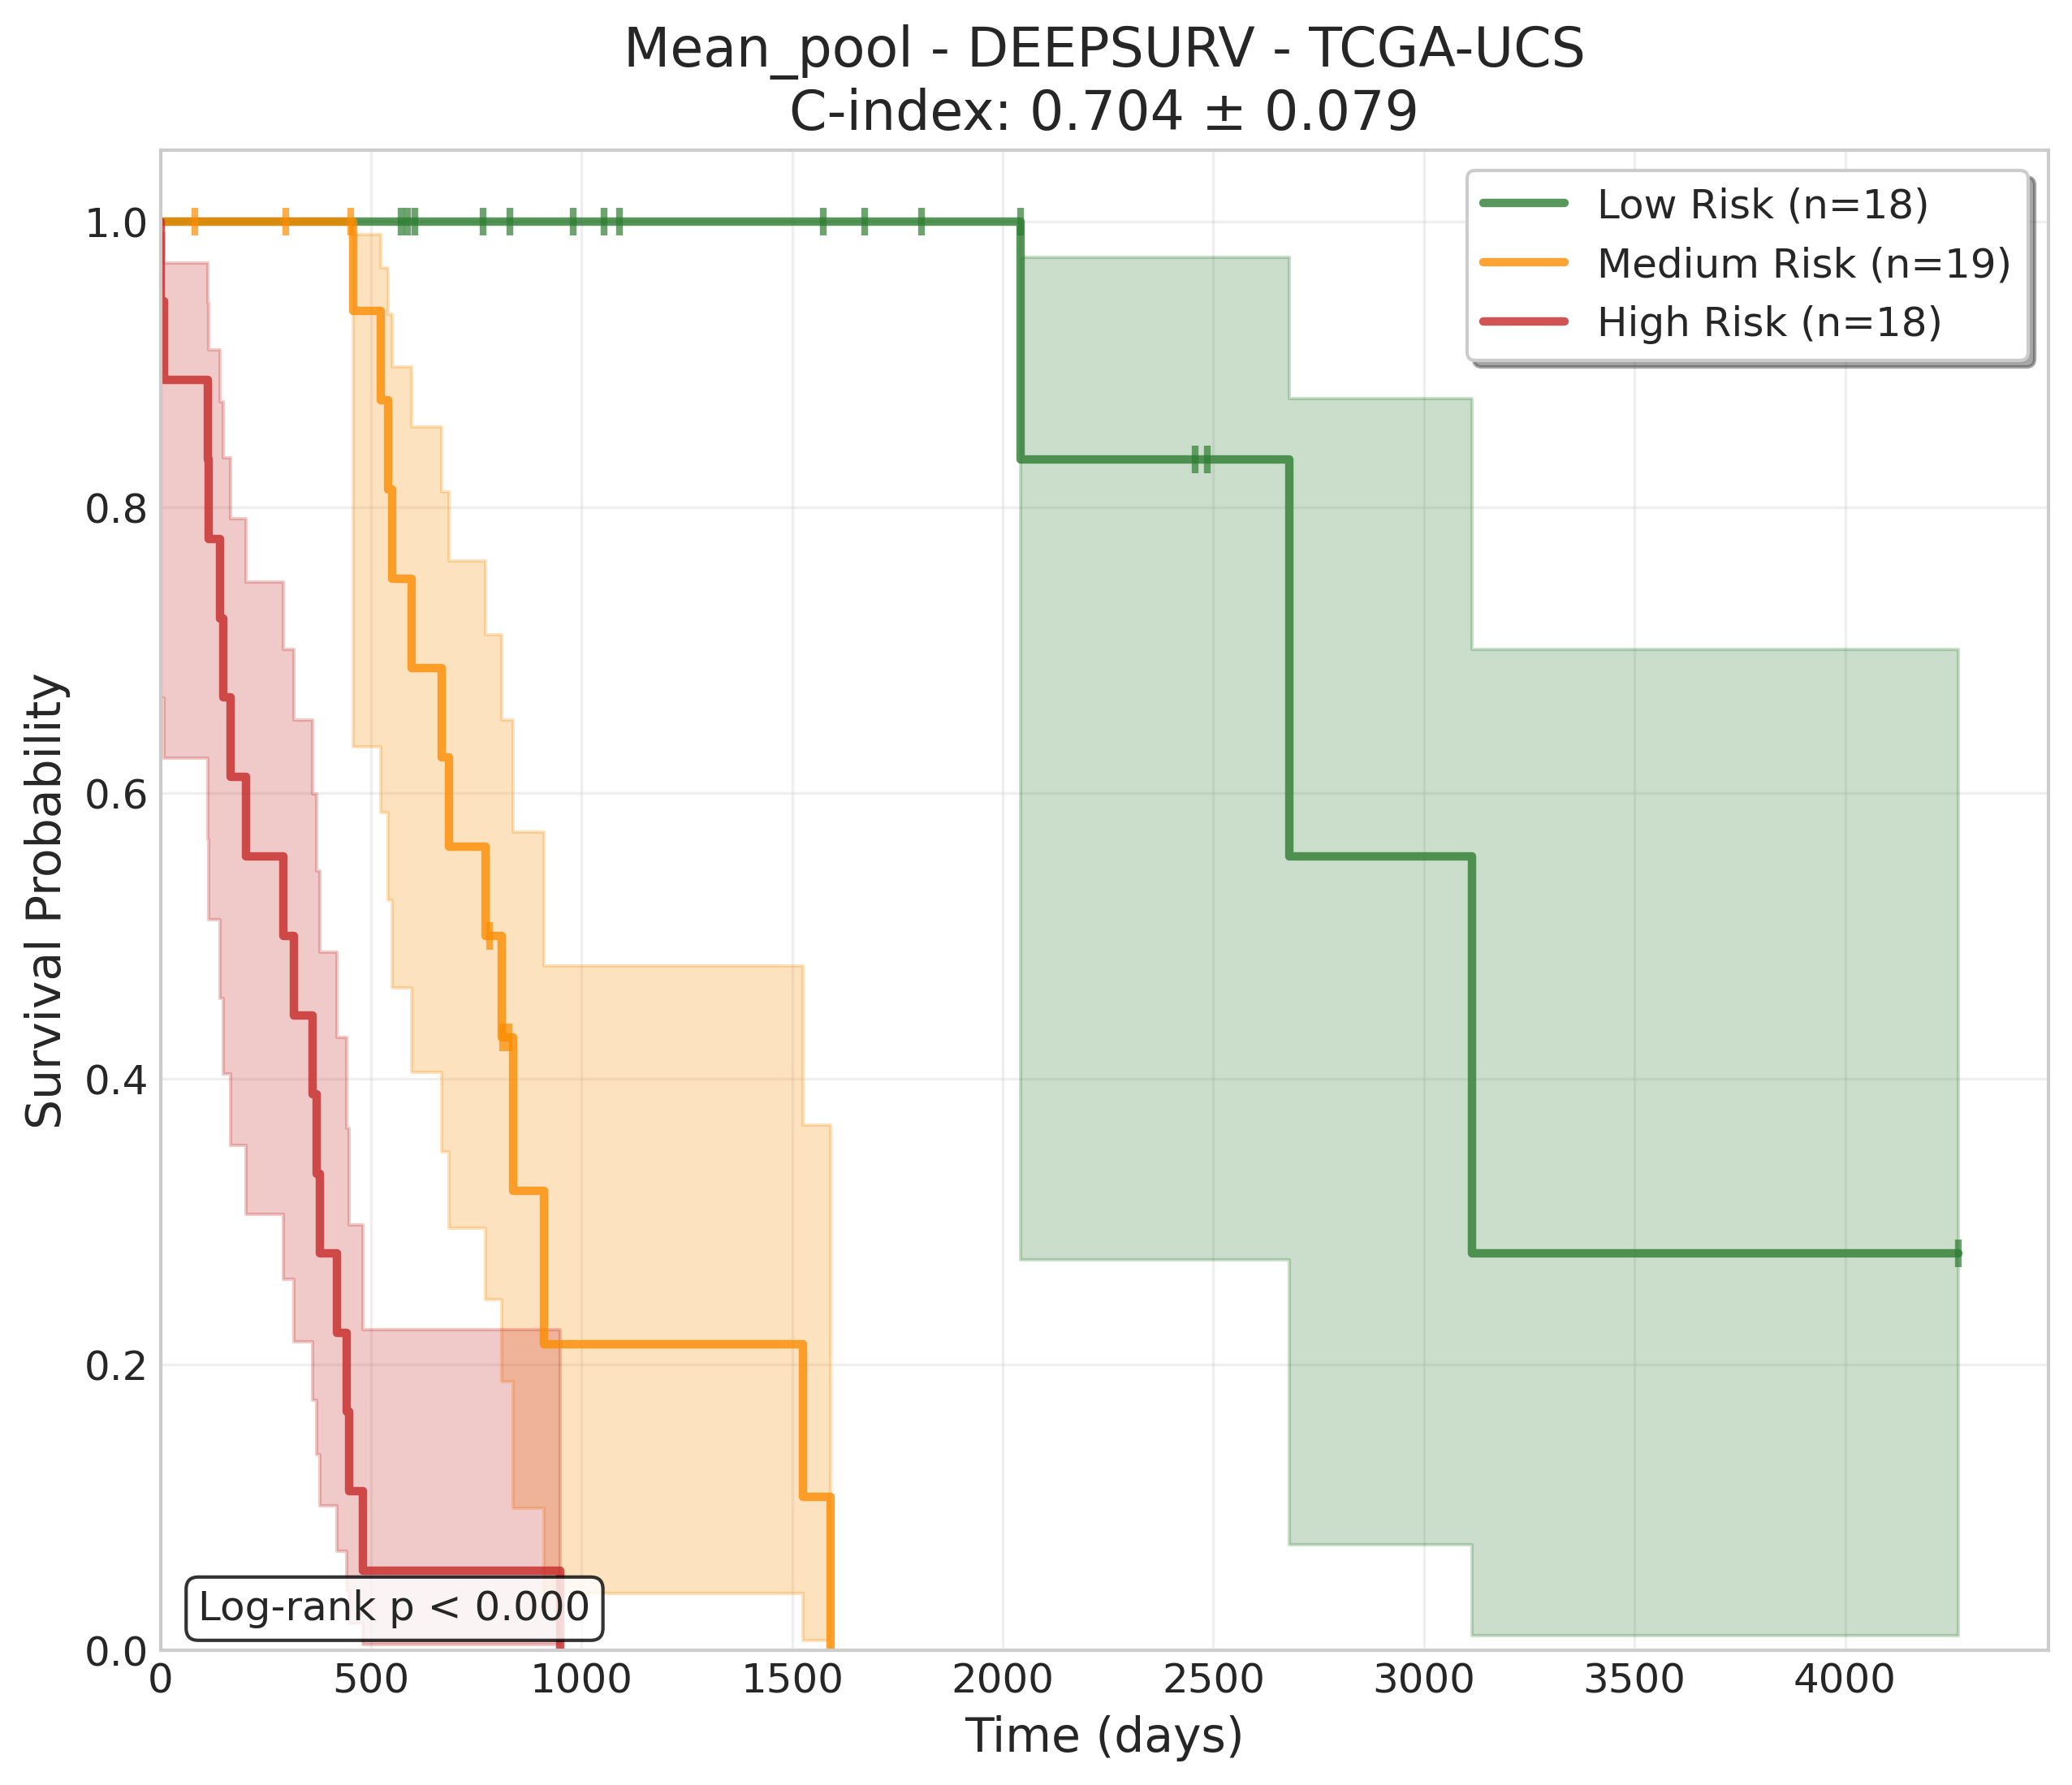 Mean_pool - DEEPSURV - TCGA-UCS
C-index: 0.704 ± 0.079
Low Risk (n=18)
Medium Risk (n=19)
High Risk (n=18)
Survival Probability
1.0
0.8
0.6
0.4
0.2
0.0
Log-rank p < 0.000
0 500 1000 1500 2000 2500 3000 3500 4000
Time (days)